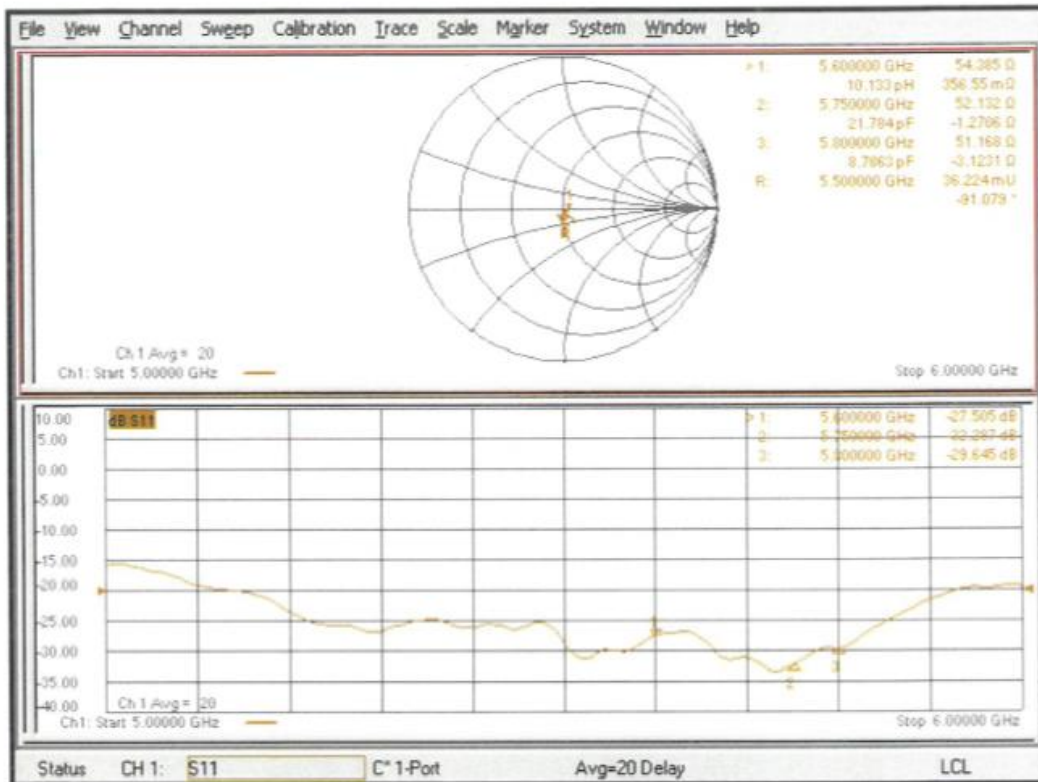 File View Channel Sweep Calibration Trace Scale Marker System Window Help
> 1: 5.600000 GHz 54.385 Ω
10.133 pH 356.55 mΩ
2: 5.750000 GHz 52.132 Ω
21.784 pF -1.2706 Ω
3: 5.800000 GHz 51.168 Ω
8.7863 pF -3.1231 Ω
R: 5.500000 GHz 36.224 mU
-91.079 °
Ch 1 Avg = 20
Ch1: Start 5.00000 GHz Stop 6.00000 GHz
10.00 dB S11 > 1: 5.600000 GHz -27.505 dB
5.00 2: 5.750000 GHz -32.287 dB
0.00 3: 5.800000 GHz -29.645 dB
-5.00
-10.00
-15.00
-20.00
-25.00
1
-30.00
2 3
-35.00
-40.00 Ch 1 Avg = 20
Ch1: Start 5.00000 GHz Stop 6.00000 GHz
Status CH 1: S11 C* 1-Port Avg=20 Delay LCL